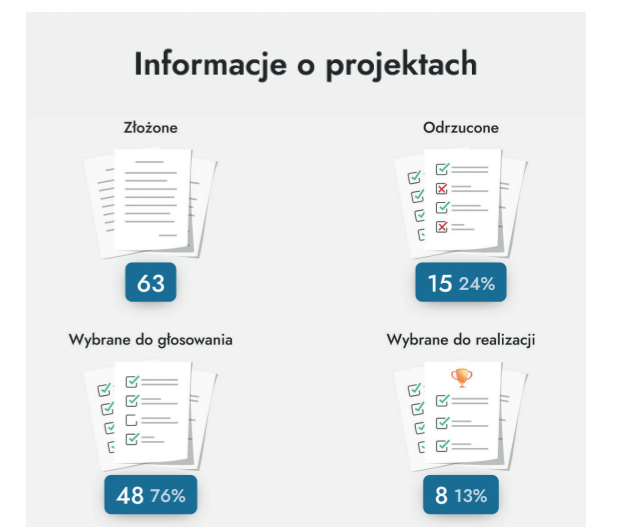 Informacje o projektach
Złożone
63
Odrzucone
15 24%
Wybrane do głosowania
48 76%
Wybrane do realizacji
8 13%